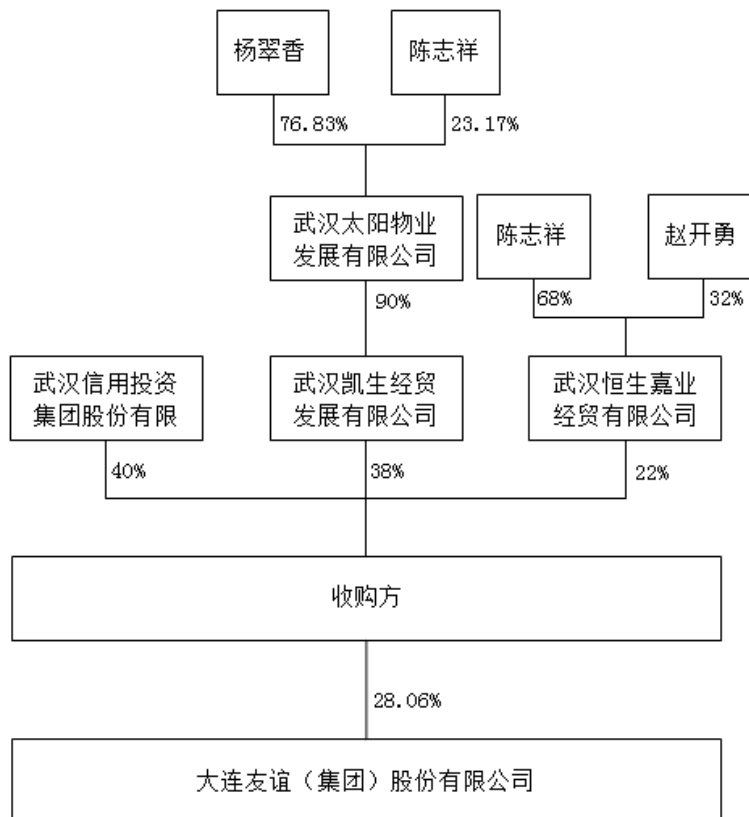 杨翠香
陈志祥
76.83%
23.17%
武汉太阳物业
发展有限公司
陈志祥
赵开勇
90%
68%
32%
武汉信用投资
集团股份有限
武汉凯生经贸
发展有限公司
武汉恒生嘉业
经贸有限公司
40%
38%
22%
收购方
28.06%
大连友谊（集团）股份有限公司